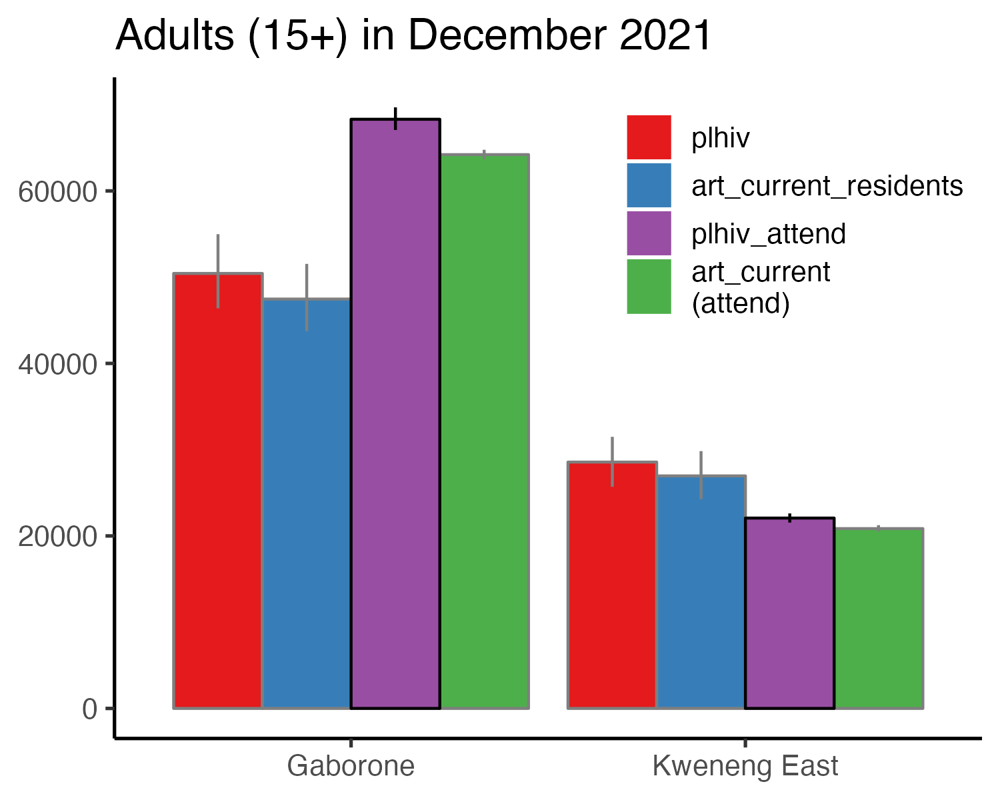 Adults (15+) in December 2021
plhiv
art_current_residents
plhiv_attend
art_current
(attend)
60000
40000
20000
0
Gaborone
Kweneng East